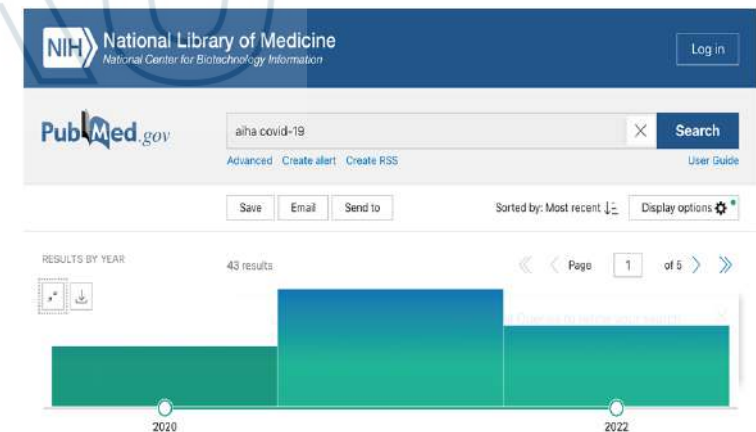 NIH National Library of Medicine
National Center for Biotechnology Information
Log in
PubMed.gov
aiha covid-19
Search
Advanced Create alert Create RSS
User Guide
Save Email Send to
Sorted by: Most recent
Display options
RESULTS BY YEAR
43 results
Page 1 of 5
2020
2022